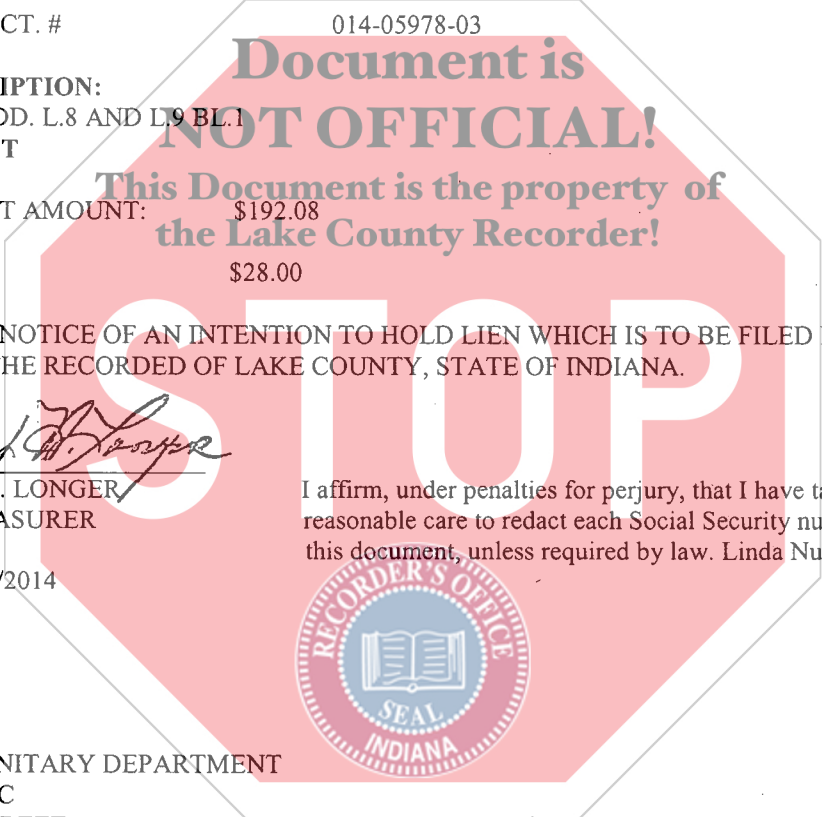 CT. # 014-05978-03
Document is
IPTION:
DD. L.8 AND L.9 BL.1
NOT OFFICIAL!
T
This Document is the property of
T AMOUNT: $192.08
the Lake County Recorder!
$28.00
STOP
NOTICE OF AN INTENTION TO HOLD LIEN WHICH IS TO BE FILED
HE RECORDED OF LAKE COUNTY, STATE OF INDIANA.
. LONGER
ASURER
I affirm, under penalties for perjury, that I have ta
reasonable care to redact each Social Security nu
this document, unless required by law. Linda Nu
/2014
RECORDER'S OFFICE
SEAL
INDIANA
NITARY DEPARTMENT
C